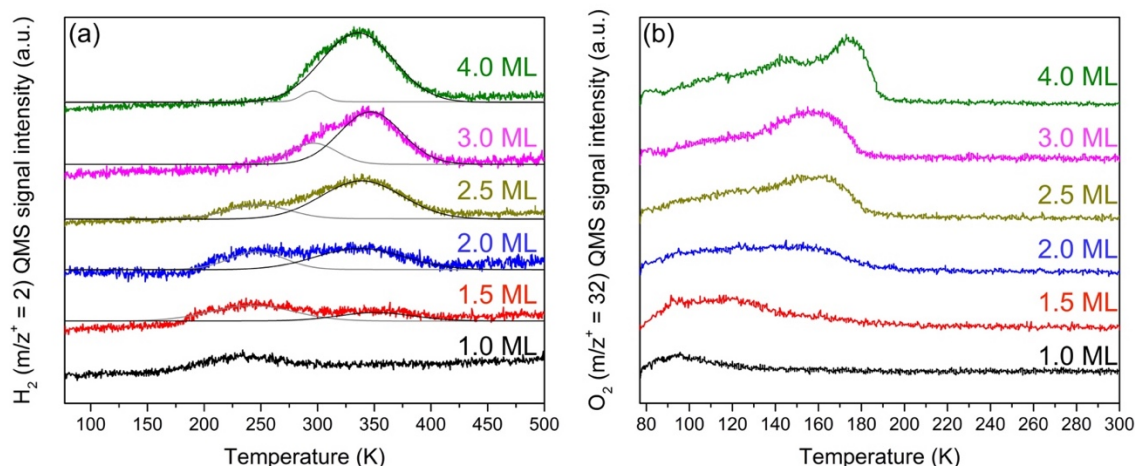 (a)
H₂ (m/z⁺ = 2) QMS signal intensity (a.u.)
4.0 ML
3.0 ML
2.5 ML
2.0 ML
1.5 ML
1.0 ML
100 150 200 250 300 350 400 450 500
Temperature (K)
(b)
O₂ (m/z⁺ = 32) QMS signal intensity (a.u.)
4.0 ML
3.0 ML
2.5 ML
2.0 ML
1.5 ML
1.0 ML
80 100 120 140 160 180 200 220 240 260 280 300
Temperature (K)